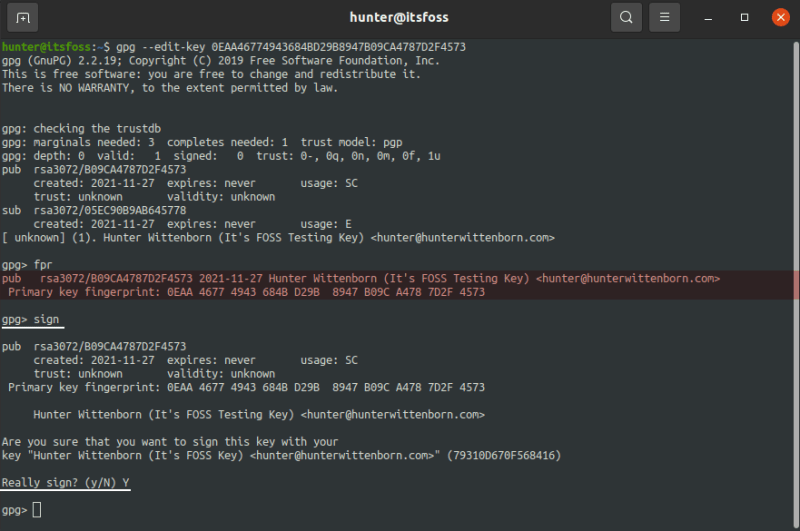 hunter@itsfoss
hunter@itsfoss:~$ gpg --edit-key 0EAA46774943684BD29B8947B09CA4787D2F4573
gpg (GnuPG) 2.2.19; Copyright (C) 2019 Free Software Foundation, Inc.
This is free software: you are free to change and redistribute it.
There is NO WARRANTY, to the extent permitted by law.
gpg: checking the trustdb
gpg: marginals needed: 3  completes needed: 1  trust model: pgp
gpg: depth: 0  valid:   1  signed:   0  trust: 0-, 0q, 0n, 0m, 0f, 1u
pub  rsa3072/B09CA4787D2F4573
     created: 2021-11-27  expires: never       usage: SC
     trust: unknown       validity: unknown
sub  rsa3072/05EC90B9AB645778
     created: 2021-11-27  expires: never       usage: E
[ unknown] (1). Hunter Wittenborn (It's FOSS Testing Key) <hunter@hunterwittenborn.com>
gpg> fpr
pub   rsa3072/B09CA4787D2F4573 2021-11-27 Hunter Wittenborn (It's FOSS Testing Key) <hunter@hunterwittenborn.com>
 Primary key fingerprint: 0EAA 4677 4943 684B D29B  8947 B09C A478 7D2F 4573
gpg> sign
pub  rsa3072/B09CA4787D2F4573
     created: 2021-11-27  expires: never       usage: SC
     trust: unknown       validity: unknown
 Primary key fingerprint: 0EAA 4677 4943 684B D29B  8947 B09C A478 7D2F 4573
     Hunter Wittenborn (It's FOSS Testing Key) <hunter@hunterwittenborn.com>
Are you sure that you want to sign this key with your
key "Hunter Wittenborn (It's FOSS Key) <hunter@hunterwittenborn.com>" (79310D670F568416)
Really sign? (y/N) Y
gpg>